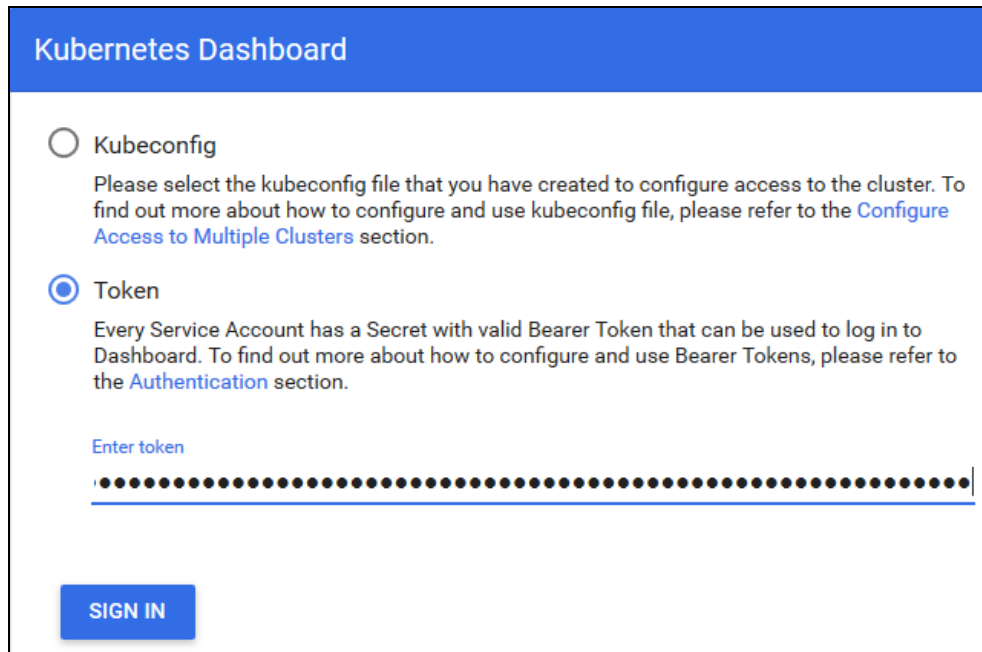 Kubernetes Dashboard
Kubeconfig
Please select the kubeconfig file that you have created to configure access to the cluster. To
find out more about how to configure and use kubeconfig file, please refer to the Configure
Access to Multiple Clusters section.
Token
Every Service Account has a Secret with valid Bearer Token that can be used to log in to
Dashboard. To find out more about how to configure and use Bearer Tokens, please refer to
the Authentication section.
Enter token
SIGN IN